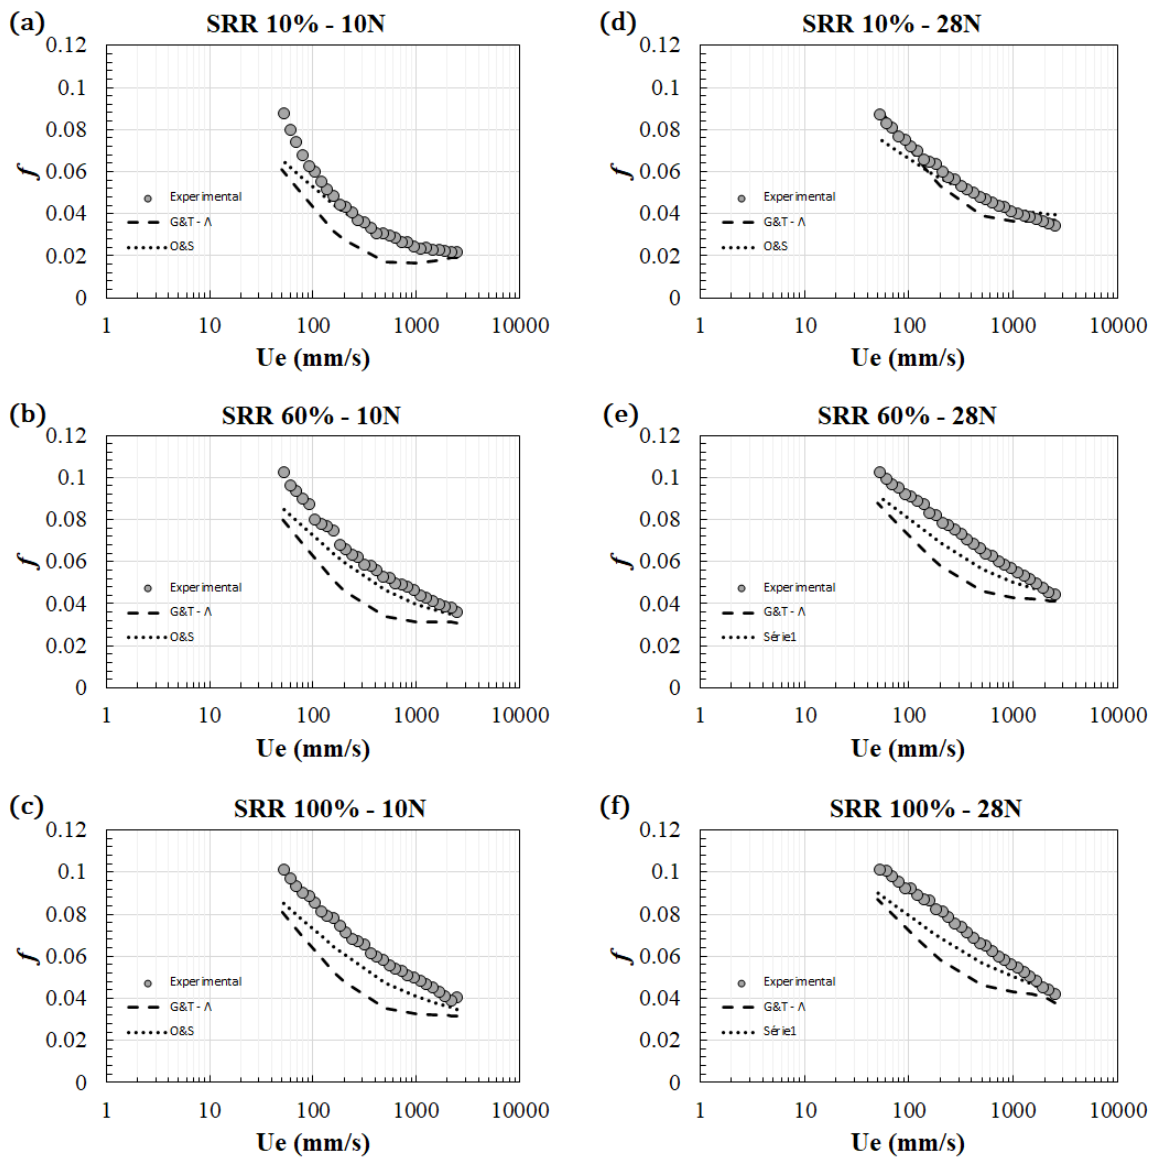 (a)
SRR 10% - 10N
0.12
0.1
0.08
0.06
0.04
0.02
0
f
Experimental
G&T - Λ
O&S
1 10 100 1000 10000
Ue (mm/s)
(d)
SRR 10% - 28N
0.12
0.1
0.08
0.06
0.04
0.02
0
f
Experimental
G&T - Λ
O&S
1 10 100 1000 10000
Ue (mm/s)
(b)
SRR 60% - 10N
0.12
0.1
0.08
0.06
0.04
0.02
0
f
Experimental
G&T - Λ
O&S
1 10 100 1000 10000
Ue (mm/s)
(e)
SRR 60% - 28N
0.12
0.1
0.08
0.06
0.04
0.02
0
f
Experimental
G&T - Λ
Série1
1 10 100 1000 10000
Ue (mm/s)
(c)
SRR 100% - 10N
0.12
0.1
0.08
0.06
0.04
0.02
0
f
Experimental
G&T - Λ
O&S
1 10 100 1000 10000
Ue (mm/s)
(f)
SRR 100% - 28N
0.12
0.1
0.08
0.06
0.04
0.02
0
f
Experimental
G&T - Λ
Série1
1 10 100 1000 10000
Ue (mm/s)